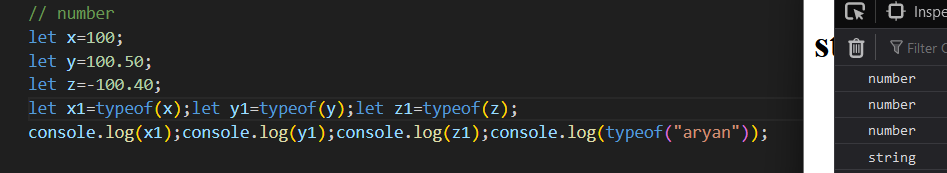 // number
let x=100;
let y=100.50;
let z=-100.40;
let x1=typeof(x);let y1=typeof(y);let z1=typeof(z);
console.log(x1);console.log(y1);console.log(z1);console.log(typeof("aryan"));
Inspe
Filter
number
number
number
string